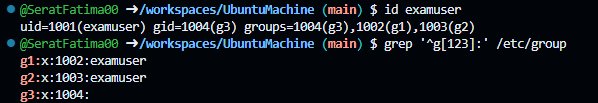 @SeratFatima00 →/workspaces/UbuntuMachine (main) $ id examuser
uid=1001(examuser) gid=1004(g3) groups=1004(g3),1002(g1),1003(g2)
@SeratFatima00 →/workspaces/UbuntuMachine (main) $ grep '^g[123]:' /etc/group
g1:x:1002:examuser
g2:x:1003:examuser
g3:x:1004: